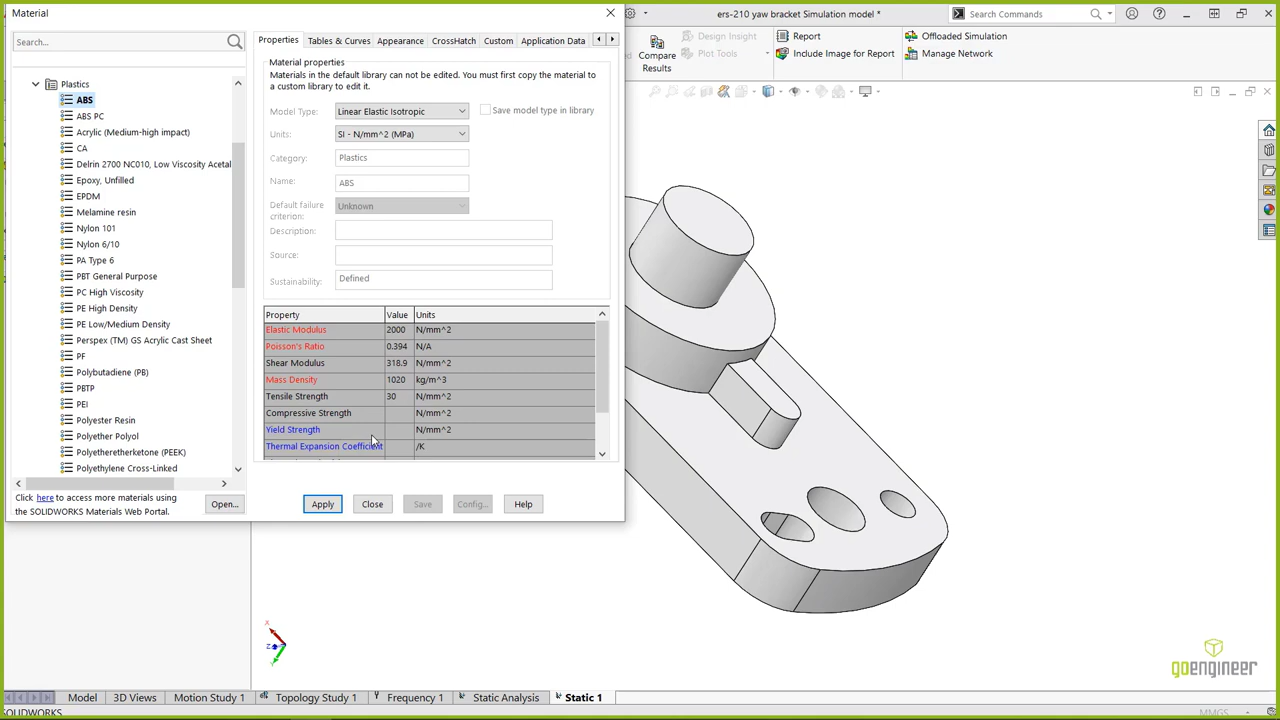 Material
ers-210 yaw bracket Simulation model *
Search Commands
Search...
Properties
Tables & Curves
Appearance
CrossHatch
Custom
Application Data
Compare
Results
Design Insight
Plot Tools
Report
Include Image for Report
Offloaded Simulation
Manage Network
Plastics
ABS
ABS PC
Acrylic (Medium-high impact)
CA
Delrin 2700 NC010, Low Viscosity Acetal
Epoxy, Unfilled
EPDM
Melamine resin
Nylon 101
Nylon 6/10
PA Type 6
PBT General Purpose
PC High Viscosity
PE High Density
PE Low/Medium Density
Perspex (TM) GS Acrylic Cast Sheet
PF
Polybutadiene (PB)
PBTP
PEI
Polyester Resin
Polyether Polyol
Polyetheretherketone (PEEK)
Polyethylene Cross-Linked
Click here to access more materials using
the SOLIDWORKS Materials Web Portal.
Open...
Material properties
Materials in the default library can not be edited. You must first copy the material to
a custom library to edit it.
Model Type:
Linear Elastic Isotropic
Save model type in library
Units:
SI - N/mm^2 (MPa)
Category:
Plastics
Name:
ABS
Default failure
criterion:
Unknown
Description:
Source:
Sustainability:
Defined
Property Value Units
Elastic Modulus 2000 N/mm^2
Poisson's Ratio 0.394 N/A
Shear Modulus 318.9 N/mm^2
Mass Density 1020 kg/m^3
Tensile Strength 30 N/mm^2
Compressive Strength N/mm^2
Yield Strength N/mm^2
Thermal Expansion Coefficient /K
Apply
Close
Save
Config...
Help
X
Z
Y
goengineer
Model
3D Views
Motion Study 1
Topology Study 1
Frequency 1
Static Analysis
Static 1
SOLIDWORKS
MMGS